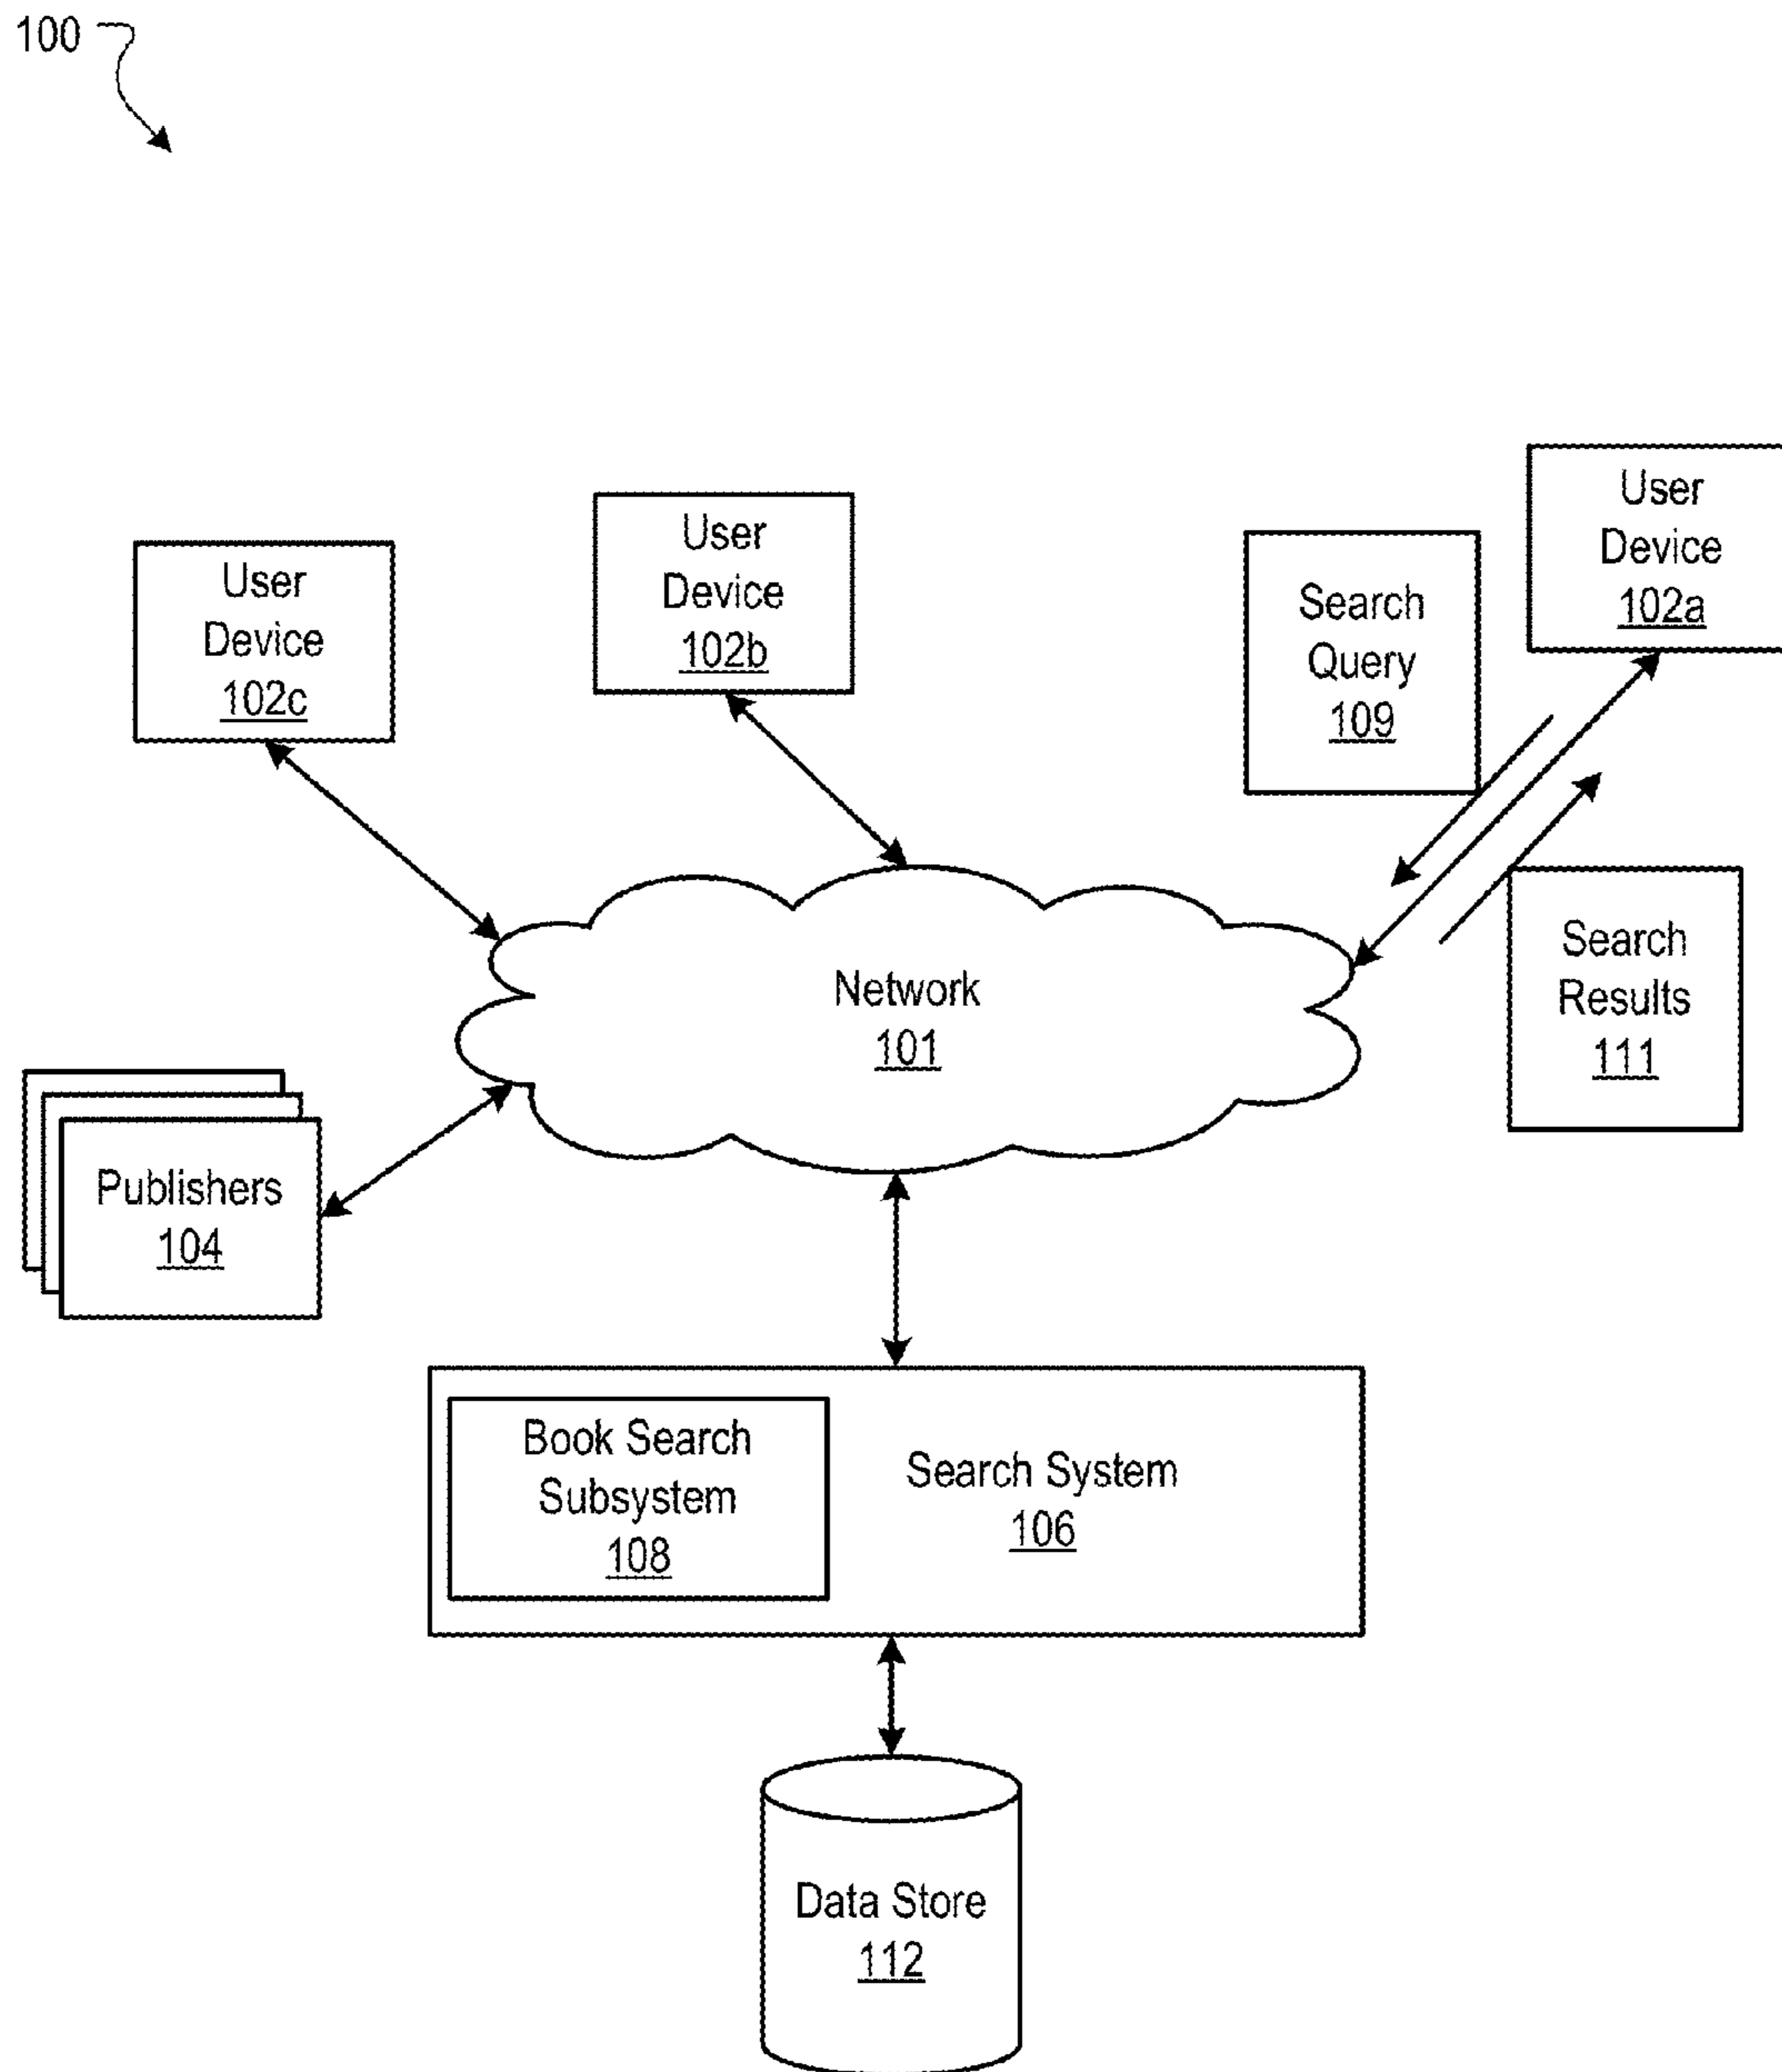 100
User
Device
102a
User
Device
102b
User
Device
102c
Search
Query
109
Search
Results
111
Network
101
Publishers
104
Book Search
Subsystem
108
Search System
106
Data Store
112